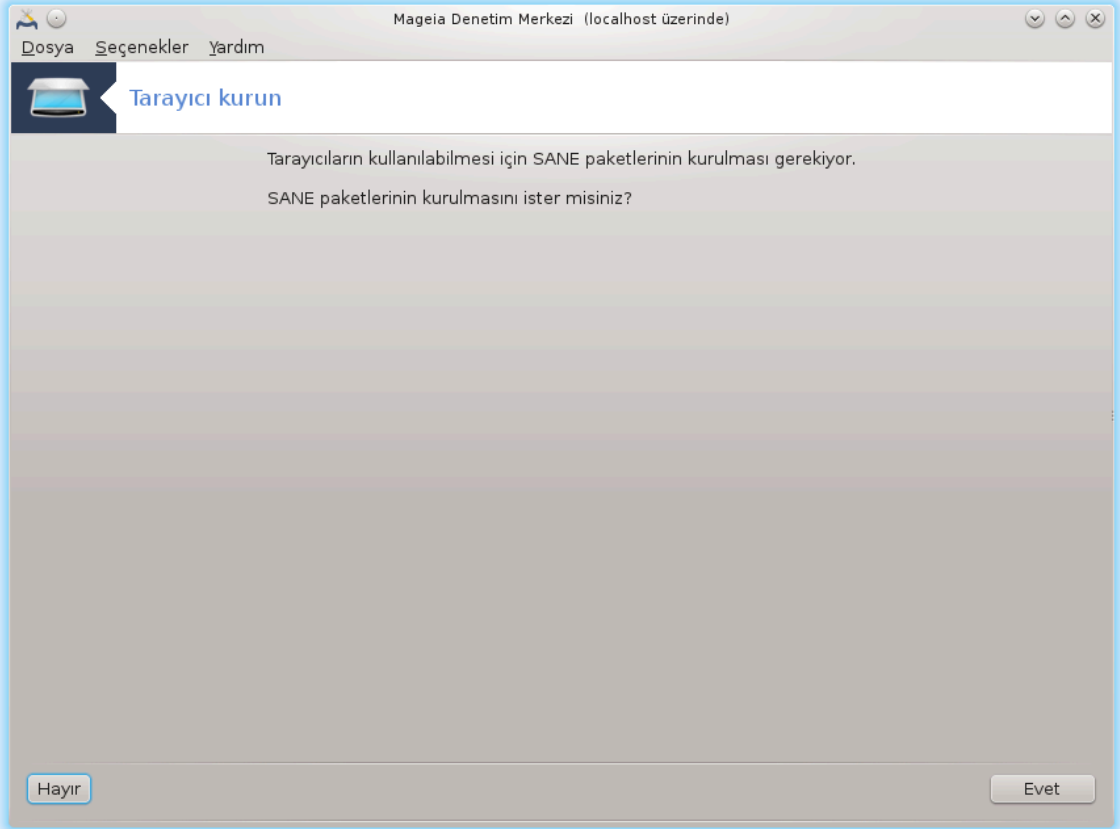 Mageia Denetim Merkezi (localhost üzerinde)
Dosya Seçenekler Yardım
Tarayıcı kurun
Tarayıcıların kullanılabilmesi için SANE paketlerinin kurulması gerekiyor.
SANE paketlerinin kurulmasını ister misiniz?
Hayır Evet